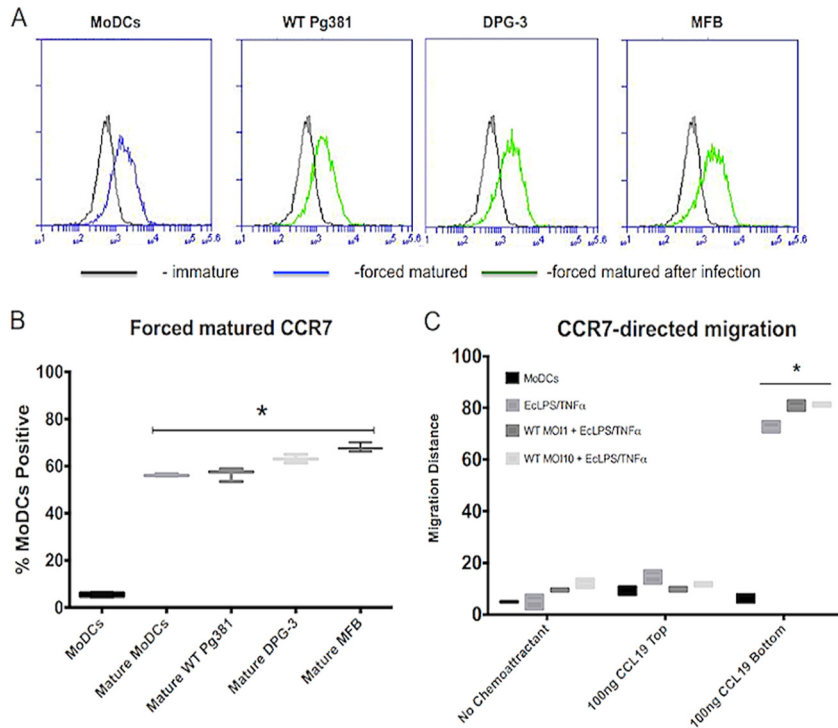 A
MoDCs WT Pg381 DPG-3 MFB
- immature -forced matured -forced matured after infection
B
Forced matured CCR7
% MoDCs Positive
100
80
60
40
20
0
*
MoDCs
Mature MoDCs
Mature WT Pg381
Mature DPG-3
Mature MFB
C
CCR7-directed migration
Migration Distance
100
80
60
40
20
0
MoDCs
EcLPS/TNFα
WT MOI1 + EcLPS/TNFα
WT MOI10 + EcLPS/TNFα
*
No Chemoattractant
100ng CCL19 Top
100ng CCL19 Bottom